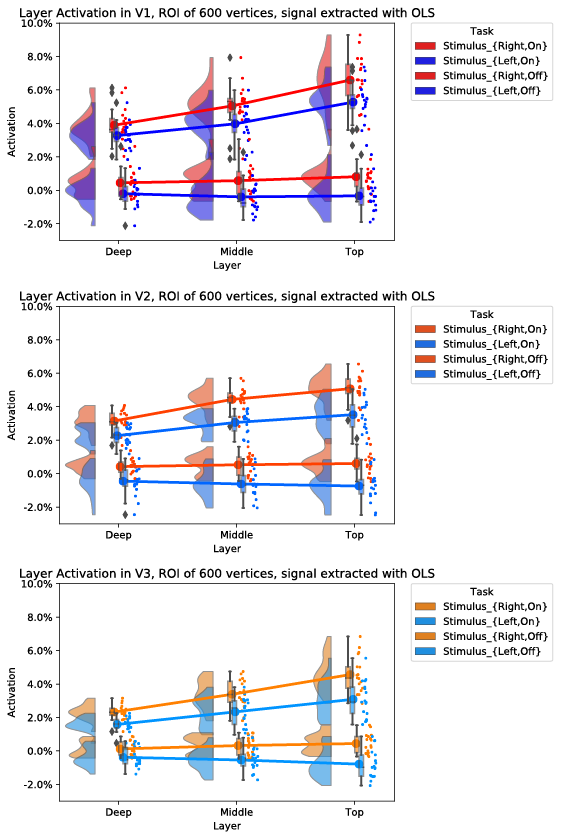 Layer Activation in V1, ROI of 600 vertices, signal extracted with OLS
10.0%
8.0%
6.0%
4.0%
2.0%
0.0%
-2.0%
Activation
Deep
Middle
Top
Layer
Task
Stimulus_{Right,On}
Stimulus_{Left,On}
Stimulus_{Right,Off}
Stimulus_{Left,Off}
Layer Activation in V2, ROI of 600 vertices, signal extracted with OLS
10.0%
8.0%
6.0%
4.0%
2.0%
0.0%
-2.0%
Activation
Deep
Middle
Top
Layer
Task
Stimulus_{Right,On}
Stimulus_{Left,On}
Stimulus_{Right,Off}
Stimulus_{Left,Off}
Layer Activation in V3, ROI of 600 vertices, signal extracted with OLS
10.0%
8.0%
6.0%
4.0%
2.0%
0.0%
-2.0%
Activation
Deep
Middle
Top
Layer
Task
Stimulus_{Right,On}
Stimulus_{Left,On}
Stimulus_{Right,Off}
Stimulus_{Left,Off}